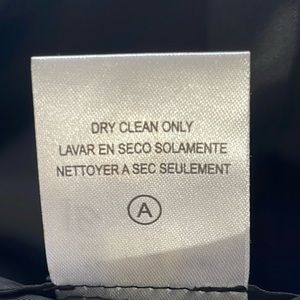 DRY CLEAN ONLY
LAVAR EN SECO SOLAMENTE
NETTOYER A SEC SEULEMENT
A